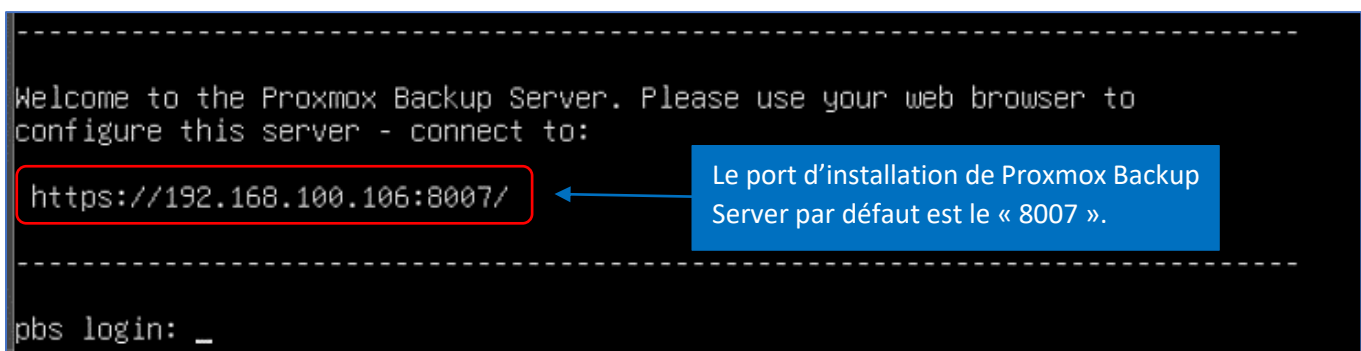 --------------------------------------------------------------------------------
Welcome to the Proxmox Backup Server. Please use your web browser to
configure this server - connect to:
https://192.168.100.106:8007/
Le port d’installation de Proxmox Backup
Server par défaut est le « 8007 ».
--------------------------------------------------------------------------------
pbs login: _